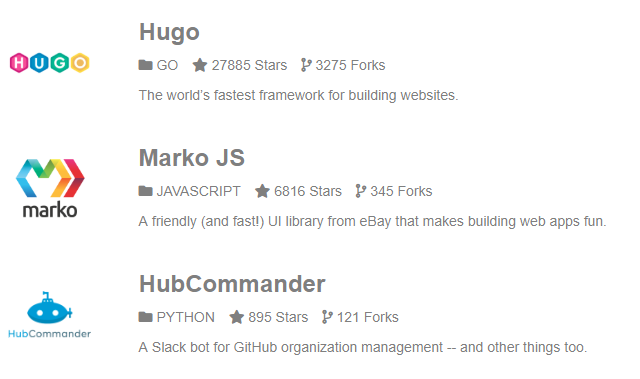 Hugo
HUGO
GO 27885 Stars 3275 Forks
The world's fastest framework for building websites.
Marko JS
marko
JAVASCRIPT 6816 Stars 345 Forks
A friendly (and fast!) UI library from eBay that makes building web apps fun.
HubCommander
HubCommander
PYTHON 895 Stars 121 Forks
A Slack bot for GitHub organization management -- and other things too.